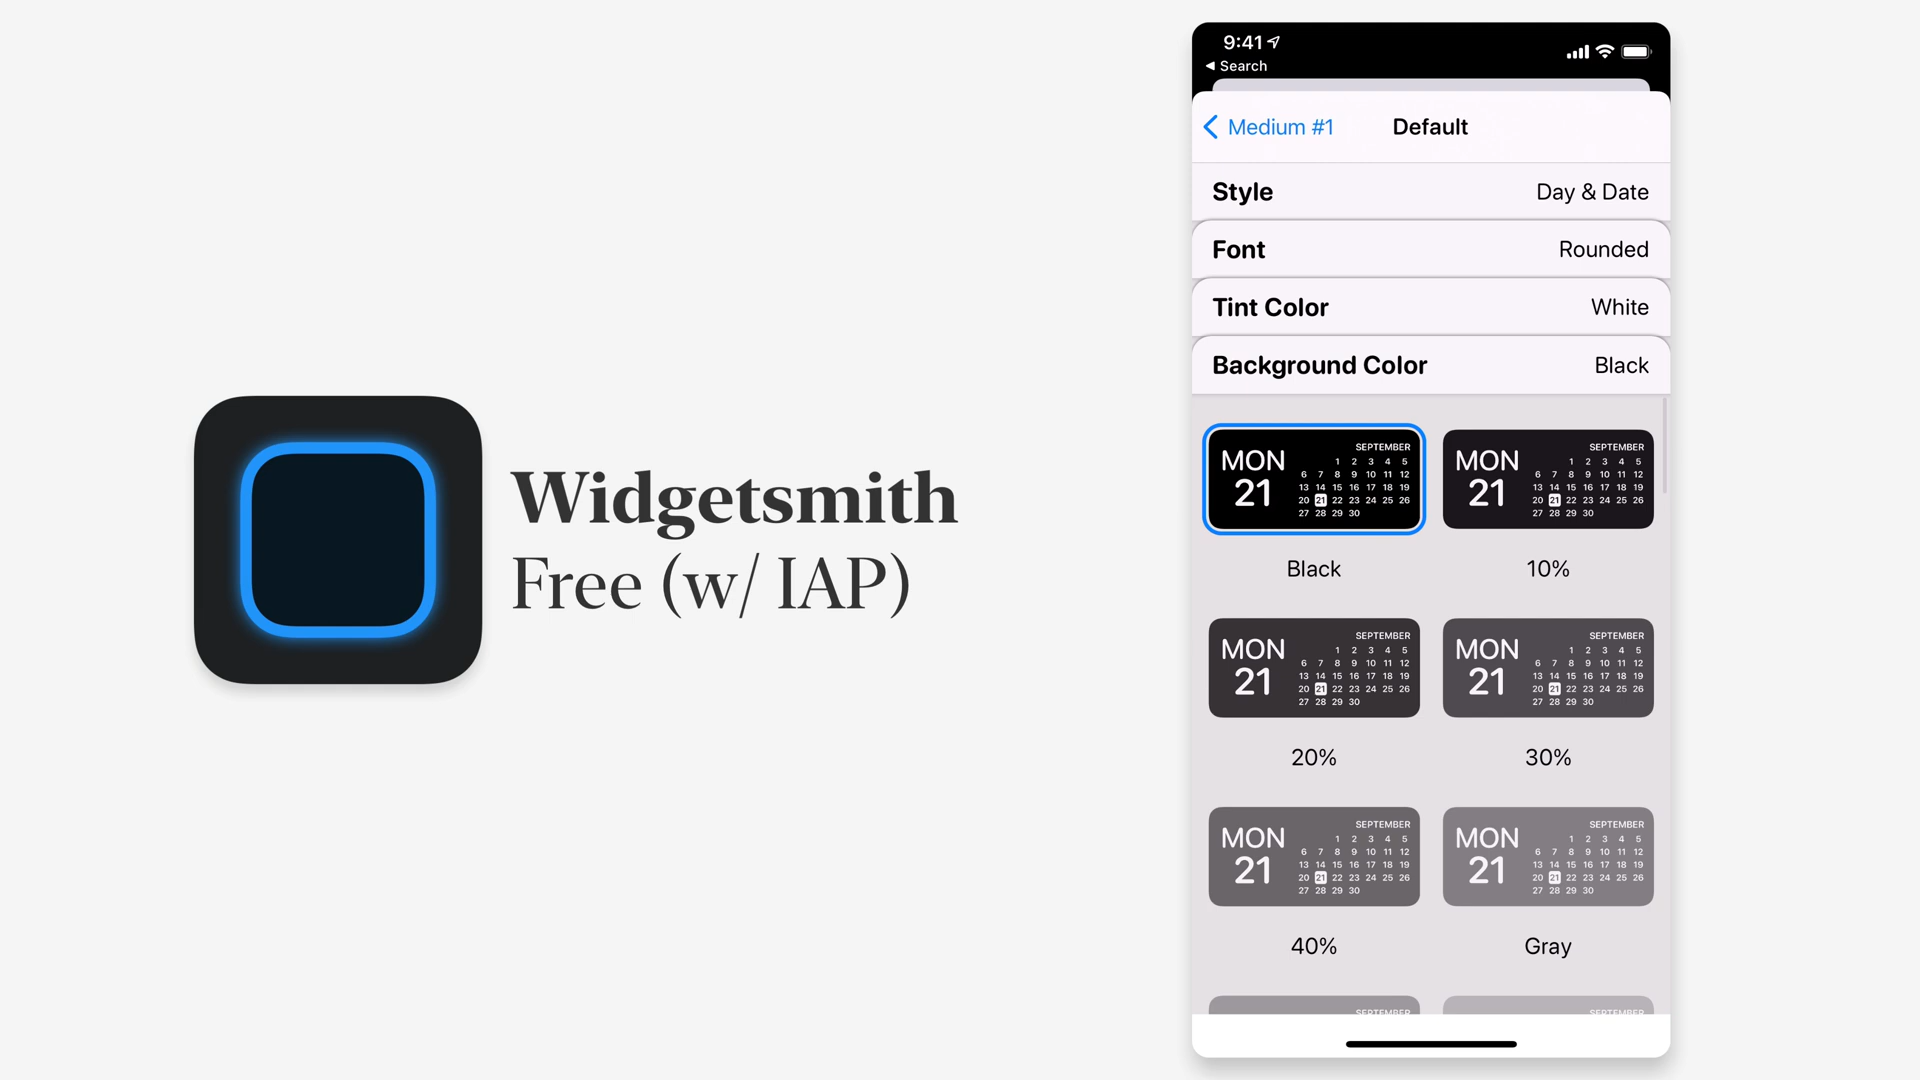 Widgetsmith
Free (w/ IAP)
9:41
Search
Medium #1
Default
Style
Day & Date
Font
Rounded
Tint Color
White
Background Color
Black
MON
21
SEPTEMBER
1 2 3 4 5
6 7 8 9 10 11 12
13 14 15 16 17 18 19
20 21 22 23 24 25 26
27 28 29 30
Black
MON
21
SEPTEMBER
1 2 3 4 5
6 7 8 9 10 11 12
13 14 15 16 17 18 19
20 21 22 23 24 25 26
27 28 29 30
10%
MON
21
SEPTEMBER
1 2 3 4 5
6 7 8 9 10 11 12
13 14 15 16 17 18 19
20 21 22 23 24 25 26
27 28 29 30
20%
MON
21
SEPTEMBER
1 2 3 4 5
6 7 8 9 10 11 12
13 14 15 16 17 18 19
20 21 22 23 24 25 26
27 28 29 30
30%
MON
21
SEPTEMBER
1 2 3 4 5
6 7 8 9 10 11 12
13 14 15 16 17 18 19
20 21 22 23 24 25 26
27 28 29 30
40%
MON
21
SEPTEMBER
1 2 3 4 5
6 7 8 9 10 11 12
13 14 15 16 17 18 19
20 21 22 23 24 25 26
27 28 29 30
Gray
SEPTEMBER
SEPTEMBER